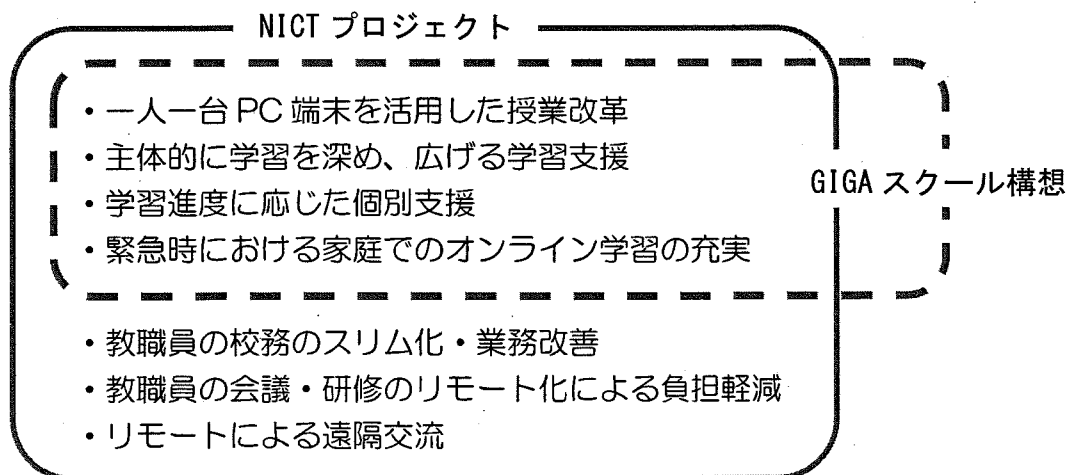 NICT プロジェクト
・一人一台 PC 端末を活用した授業改革
・主体的に学習を深め、広げる学習支援
・学習進度に応じた個別支援
・緊急時における家庭でのオンライン学習の充実
GIGA スクール構想
・教職員の校務のスリム化・業務改善
・教職員の会議・研修のリモート化による負担軽減
・リモートによる遠隔交流